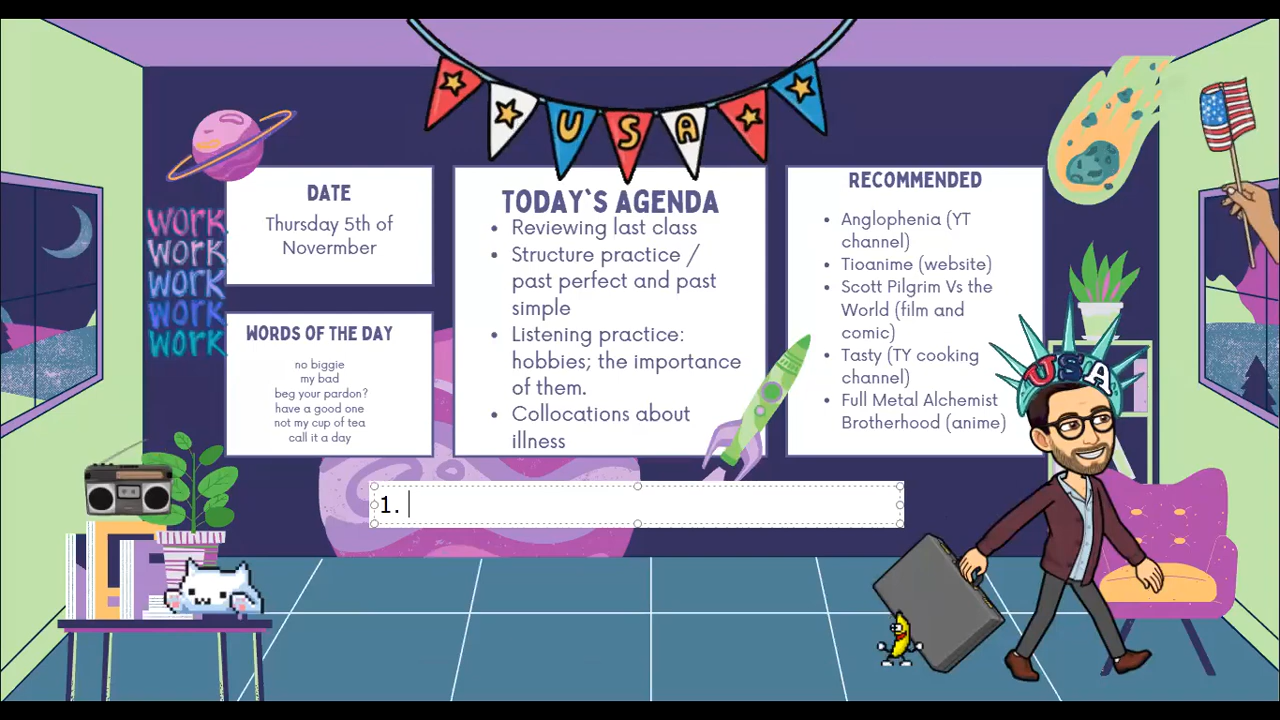 USA
DATE
Thursday 5th of
Novermber
WORK
WORK
WORK
WORK
WORK
WORDS OF THE DAY
no biggie
my bad
beg your pardon?
have a good one
not my cup of tea
call it a day
TODAY`S AGENDA
• Reviewing last class
• Structure practice /
past perfect and past
simple
• Listening practice:
hobbies; the importance
of them.
• Collocations about
illness
RECOMMENDED
• Anglophenia (YT
channel)
• Tioanime (website)
• Scott Pilgrim Vs the
World (film and
comic)
• Tasty (TY cooking
channel)
• Full Metal Alchemist
Brotherhood (anime)
USA
1.